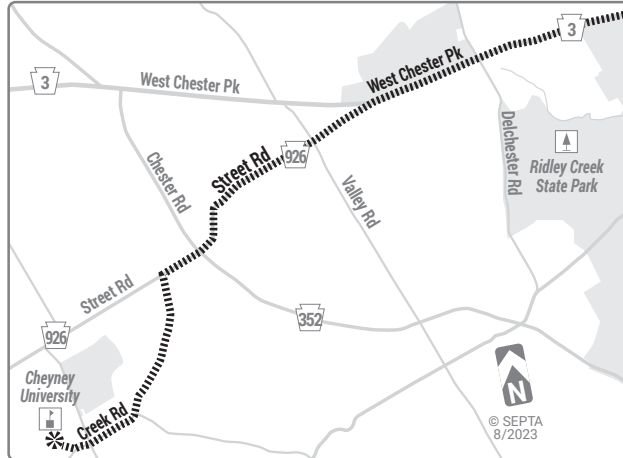 3
West Chester Pk
3
West Chester Pk
Delchester Rd
Ridley Creek
State Park
Chester Rd
Street Rd
926
Valley Rd
Street Rd
352
926
Cheyney
University
Creek Rd
N
© SEPTA
8/2023